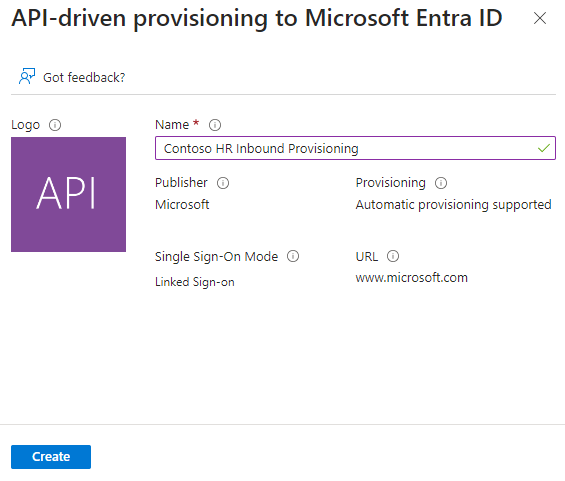 API-driven provisioning to Microsoft Entra ID
Got feedback?
Logo
Name *
API
Contoso HR Inbound Provisioning
Publisher
Provisioning
Microsoft
Automatic provisioning supported
Single Sign-On Mode
URL
Linked Sign-on
www.microsoft.com
Create